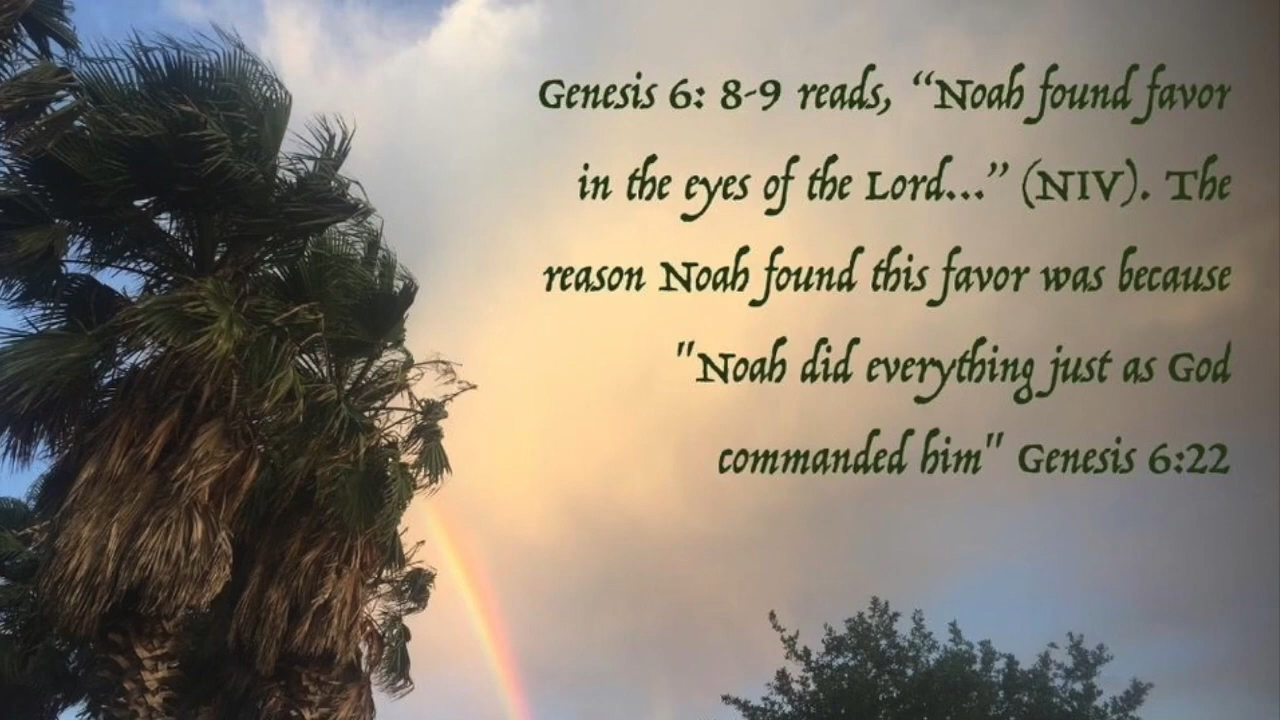 Genesis 6: 8-9 reads, “Noah found favor
in the eyes of the Lord...” (NIV). The
reason Noah found this favor was because
"Noah did everything just as God
commanded him" Genesis 6:22